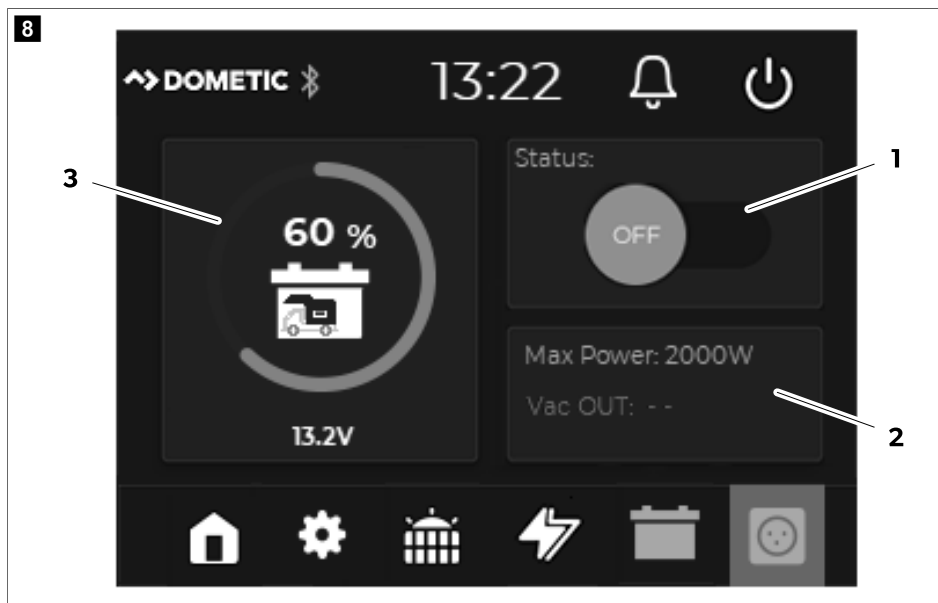 8
DOMETIC
13:22
3
60 %
13.2V
Status:
OFF
1
Max Power: 2000W
Vac OUT: - -
2